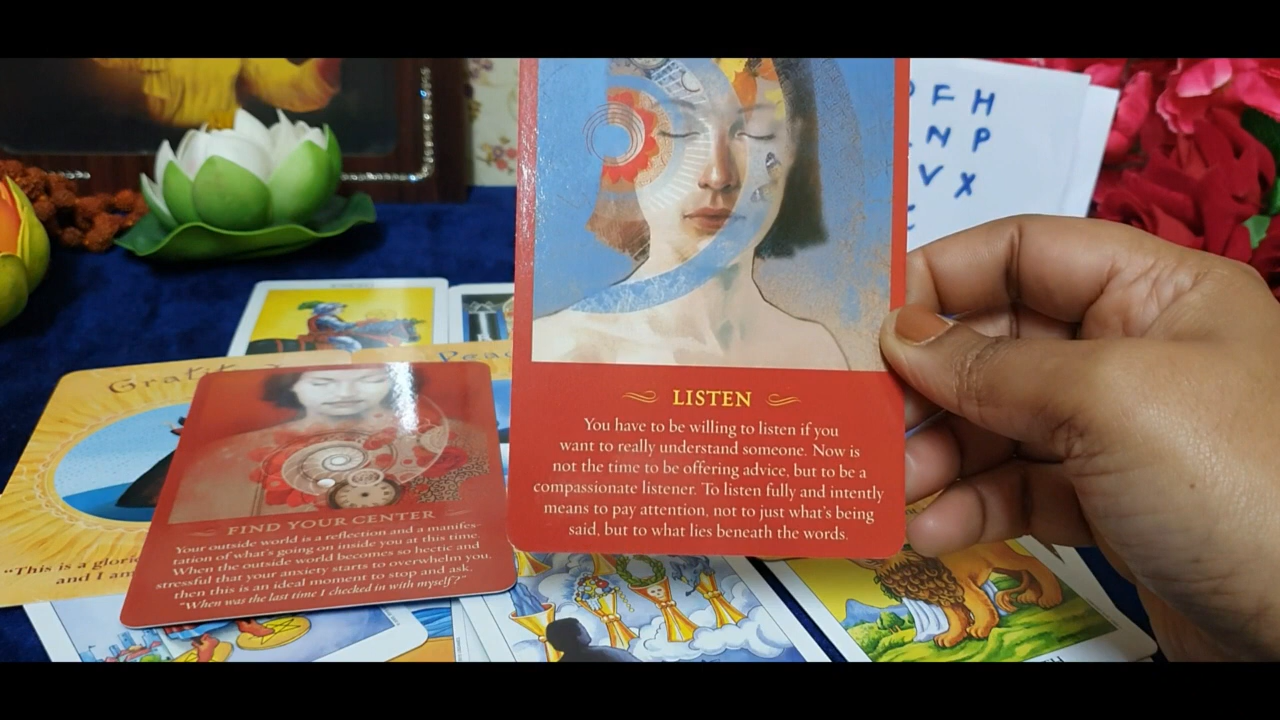 F H
N P
V X
LISTEN
You have to be willing to listen if you
want to really understand someone. Now is
not the time to be offering advice, but to be a
compassionate listener. To listen fully and intently
means to pay attention, not to just what's being
said, but to what lies beneath the words.
FIND YOUR CENTER
Your outside world is a reflection and a manifes-
tation of what's going on inside you at this time.
When the outside world becomes so hectic and
stressful that your anxiety starts to overwhelm you,
then this is an ideal moment to stop and ask,
"When was the last time I checked in with myself?"
"This is a
and I am